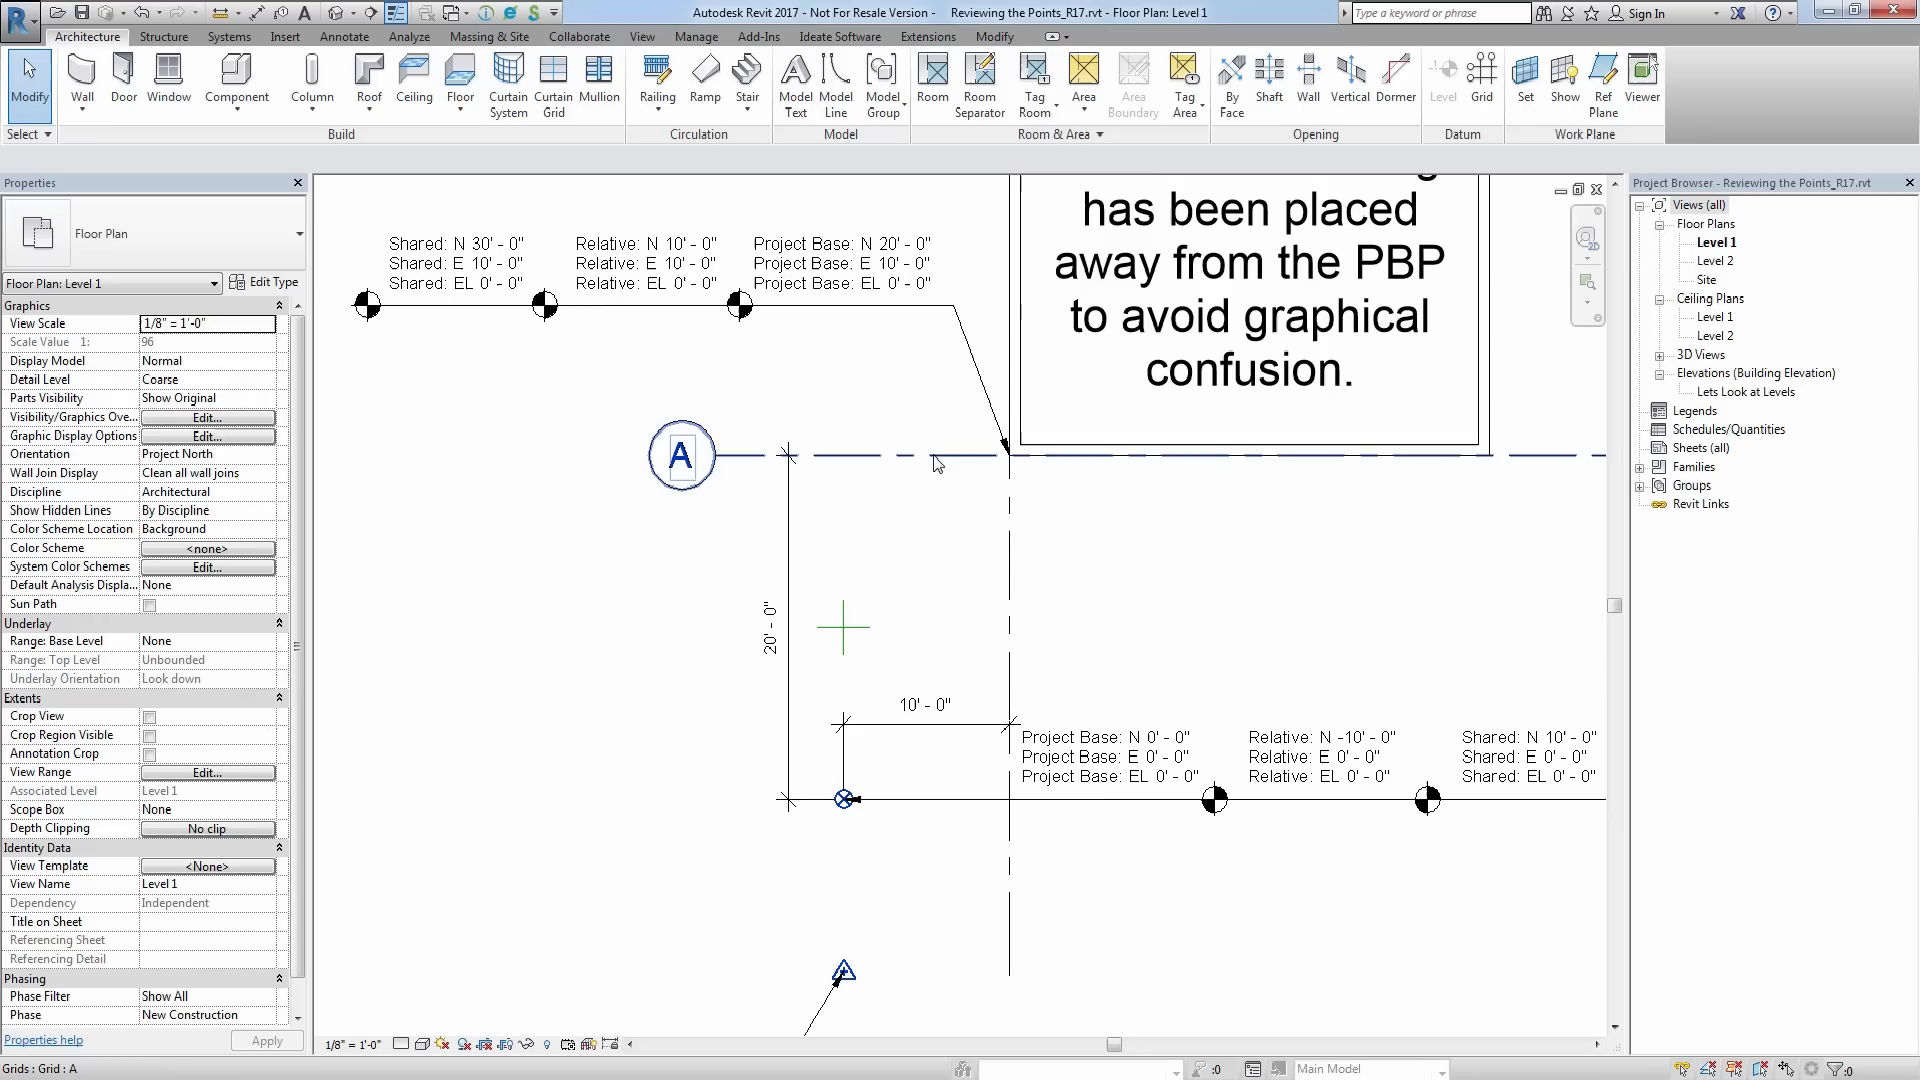 Autodesk Revit 2017 - Not For Resale Version - Reviewing the Points_R17.rvt - Floor Plan: Level 1
Type a keyword or phrase
Sign In
Architecture Structure Systems Insert Annotate Analyze Massing & Site Collaborate View Manage Add-Ins Ideate Software Extensions Modify
Modify Wall Door Window Component Column Roof Ceiling Floor Curtain System Curtain Grid Mullion Railing Ramp Stair Model Text Model Line Model Group Room Room Separator Tag Room Area Area Boundary Tag Area By Face Shaft Wall Vertical Dormer Level Grid Set Show Ref Plane Viewer
Select Build Circulation Model Room & Area Opening Datum Work Plane
Properties
Floor Plan
Floor Plan: Level 1 Edit Type
Graphics
View Scale 1/8" = 1'-0"
Scale Value 1: 96
Display Model Normal
Detail Level Coarse
Parts Visibility Show Original
Visibility/Graphics Ove... Edit...
Graphic Display Options Edit...
Orientation Project North
Wall Join Display Clean all wall joins
Discipline Architectural
Show Hidden Lines By Discipline
Color Scheme Location Background
Color Scheme <none>
System Color Schemes Edit...
Default Analysis Displa... None
Sun Path
Underlay
Range: Base Level None
Range: Top Level Unbounded
Underlay Orientation Look down
Extents
Crop View
Crop Region Visible
Annotation Crop
View Range Edit...
Associated Level Level 1
Scope Box None
Depth Clipping No clip
Identity Data
View Template <None>
View Name Level 1
Dependency Independent
Title on Sheet
Referencing Sheet
Referencing Detail
Phasing
Phase Filter Show All
Phase New Construction
Properties help Apply
Shared: N 30' - 0" Relative: N 10' - 0" Project Base: N 20' - 0"
Shared: E 10' - 0" Relative: E 10' - 0" Project Base: E 10' - 0"
Shared: EL 0' - 0" Relative: EL 0' - 0" Project Base: EL 0' - 0"
has been placed
away from the PBP
to avoid graphical
confusion.
A
20' - 0"
10' - 0"
Project Base: N 0' - 0" Relative: N -10' - 0" Shared: N 10' - 0"
Project Base: E 0' - 0" Relative: E 0' - 0" Shared: E 0' - 0"
Project Base: EL 0' - 0" Relative: EL 0' - 0" Shared: EL 0' - 0"
Project Browser - Reviewing the Points_R17.rvt
Views (all)
Floor Plans
Level 1
Level 2
Site
Ceiling Plans
Level 1
Level 2
3D Views
Elevations (Building Elevation)
Lets Look at Levels
Legends
Schedules/Quantities
Sheets (all)
Families
Groups
Revit Links
1/8" = 1'-0"
Grids : Grid : A
:0
Main Model
:0